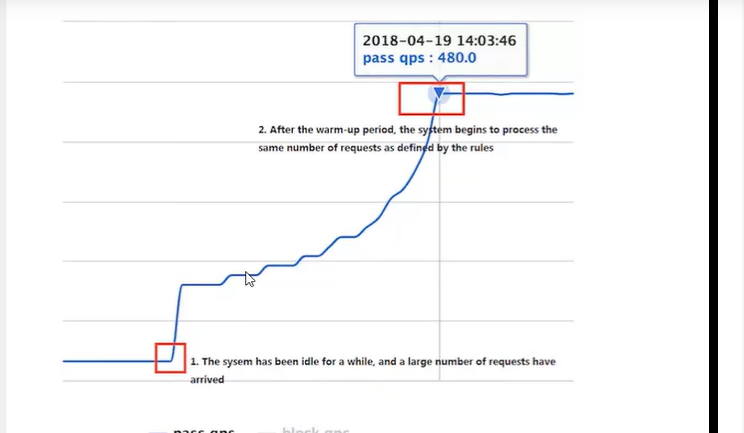 2018-04-19 14:03:46
pass qps : 480.0
2. After the warm-up period, the system begins to process the
same number of requests as defined by the rules
1. The sysem has been idle for a while, and a large number of requests have
arrived
pass qps block qps